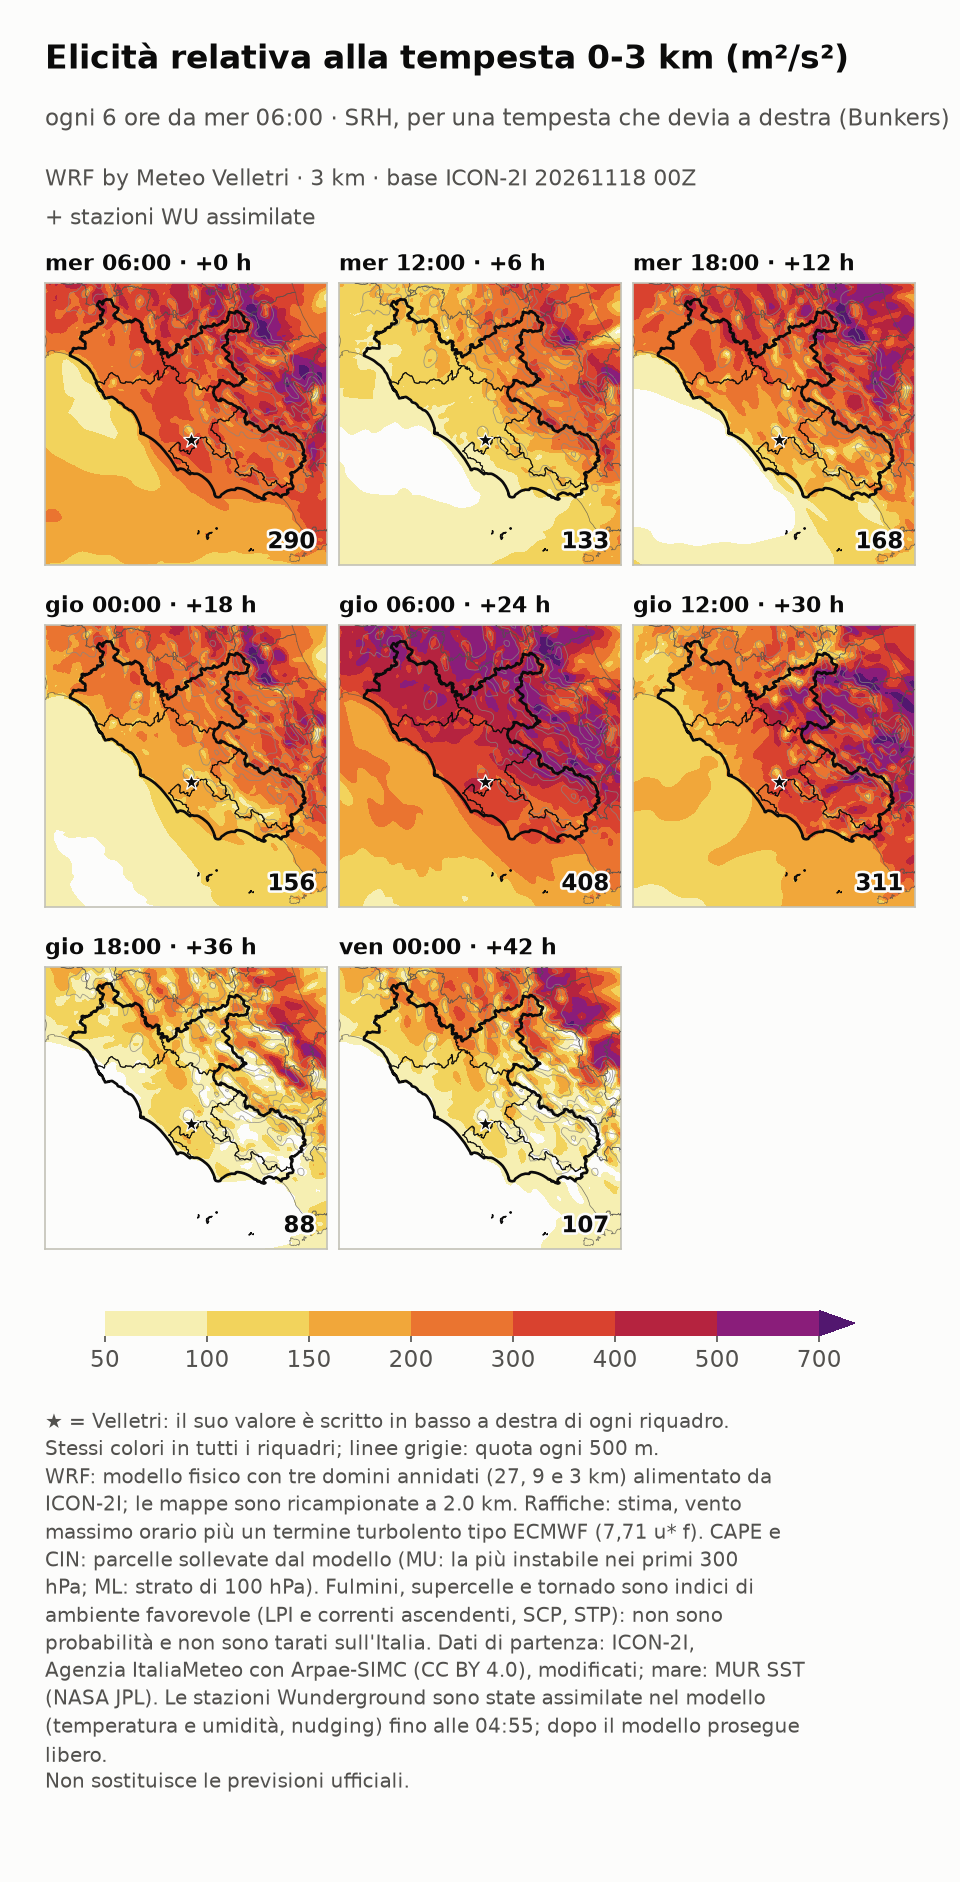 Elicità relativa alla tempesta 0-3 km (m²/s²)
ogni 6 ore da mer 06:00 · SRH, per una tempesta che devia a destra (Bunkers)
WRF by Meteo Velletri · 3 km · base ICON-2I 20261118 00Z
+ stazioni WU assimilate
mer 06:00 · +0 h
mer 12:00 · +6 h
mer 18:00 · +12 h
290
133
168
gio 00:00 · +18 h
gio 06:00 · +24 h
gio 12:00 · +30 h
156
408
311
gio 18:00 · +36 h
ven 00:00 · +42 h
88
107
50 100 150 200 300 400 500 700
★ = Velletri: il suo valore è scritto in basso a destra di ogni riquadro.
Stessi colori in tutti i riquadri; linee grigie: quota ogni 500 m.
WRF: modello fisico con tre domini annidati (27, 9 e 3 km) alimentato da
ICON-2I; le mappe sono ricampionate a 2.0 km. Raffiche: stima, vento
massimo orario più un termine turbolento tipo ECMWF (7,71 u* f). CAPE e
CIN: parcelle sollevate dal modello (MU: la più instabile nei primi 300
hPa; ML: strato di 100 hPa). Fulmini, supercelle e tornado sono indici di
ambiente favorevole (LPI e correnti ascendenti, SCP, STP): non sono
probabilità e non sono tarati sull'Italia. Dati di partenza: ICON-2I,
Agenzia ItaliaMeteo con Arpae-SIMC (CC BY 4.0), modificati; mare: MUR SST
(NASA JPL). Le stazioni Wunderground sono state assimilate nel modello
(temperatura e umidità, nudging) fino alle 04:55; dopo il modello prosegue
libero.
Non sostituisce le previsioni ufficiali.